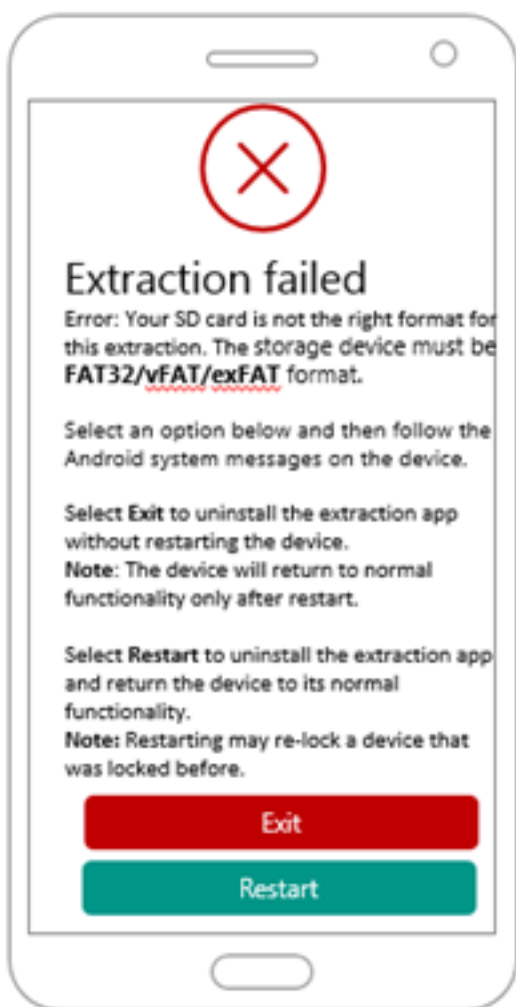 Extraction failed
Error: Your SD card is not the right format for
this extraction. The storage device must be
FAT32/vFAT/exFAT format.
Select an option below and then follow the
Android system messages on the device.
Select Exit to uninstall the extraction app
without restarting the device.
Note: The device will return to normal
functionality only after restart.
Select Restart to uninstall the extraction app
and return the device to its normal
functionality.
Note: Restarting may re-lock a device that
was locked before.
Exit
Restart